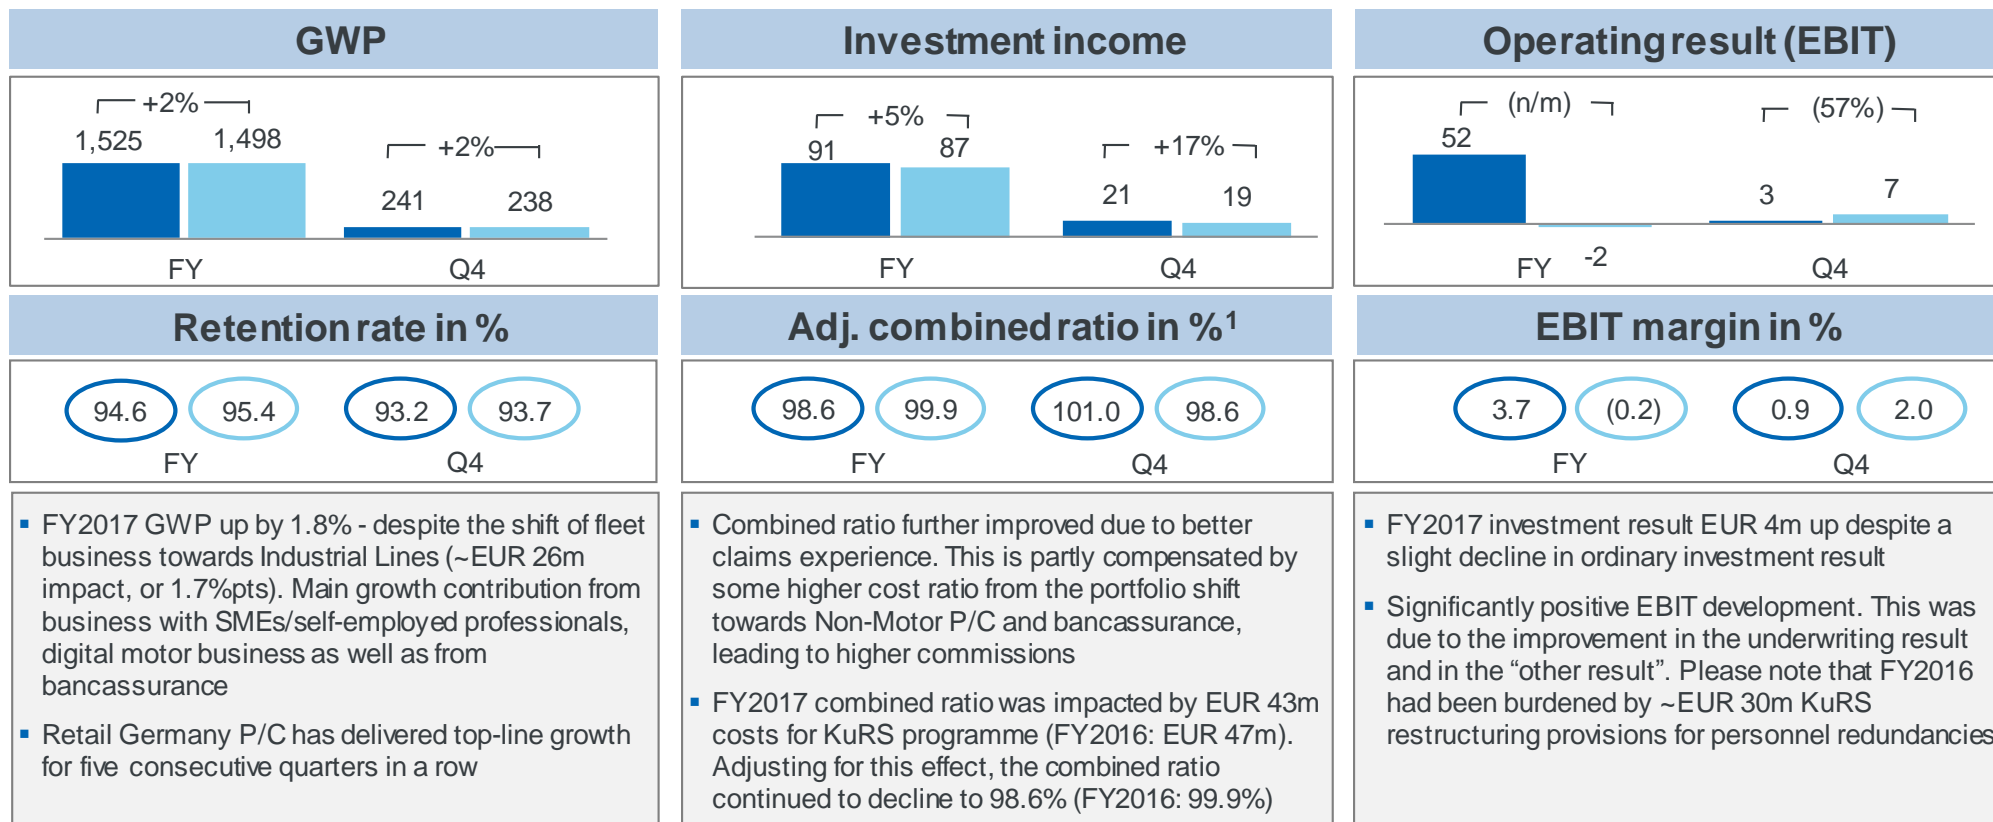 GWP
+2%
1,525
1,498
+2%
241
238
FY
Q4
Investment income
+5%
91
87
+17%
21
19
FY
Q4
Operating result (EBIT)
(n/m)
52
(57%)
3
7
FY
-2
Q4
Retention rate in %
94.6
95.4
93.2
93.7
FY
Q4
Adj. combined ratio in %¹
98.6
99.9
101.0
98.6
FY
Q4
EBIT margin in %
3.7
(0.2)
0.9
2.0
FY
Q4
▪ FY2017 GWP up by 1.8% - despite the shift of fleet
business towards Industrial Lines (~EUR 26m
impact, or 1.7%pts). Main growth contribution from
business with SMEs/self-employed professionals,
digital motor business as well as from
bancassurance
▪ Retail Germany P/C has delivered top-line growth
for five consecutive quarters in a row
▪ Combined ratio further improved due to better
claims experience. This is partly compensated by
some higher cost ratio from the portfolio shift
towards Non-Motor P/C and bancassurance,
leading to higher commissions
▪ FY2017 combined ratio was impacted by EUR 43m
costs for KuRS programme (FY2016: EUR 47m).
Adjusting for this effect, the combined ratio
continued to decline to 98.6% (FY2016: 99.9%)
▪ FY2017 investment result EUR 4m up despite a
slight decline in ordinary investment result
▪ Significantly positive EBIT development. This was
due to the improvement in the underwriting result
and in the “other result”. Please note that FY2016
had been burdened by ~EUR 30m KuRS
restructuring provisions for personnel redundancies